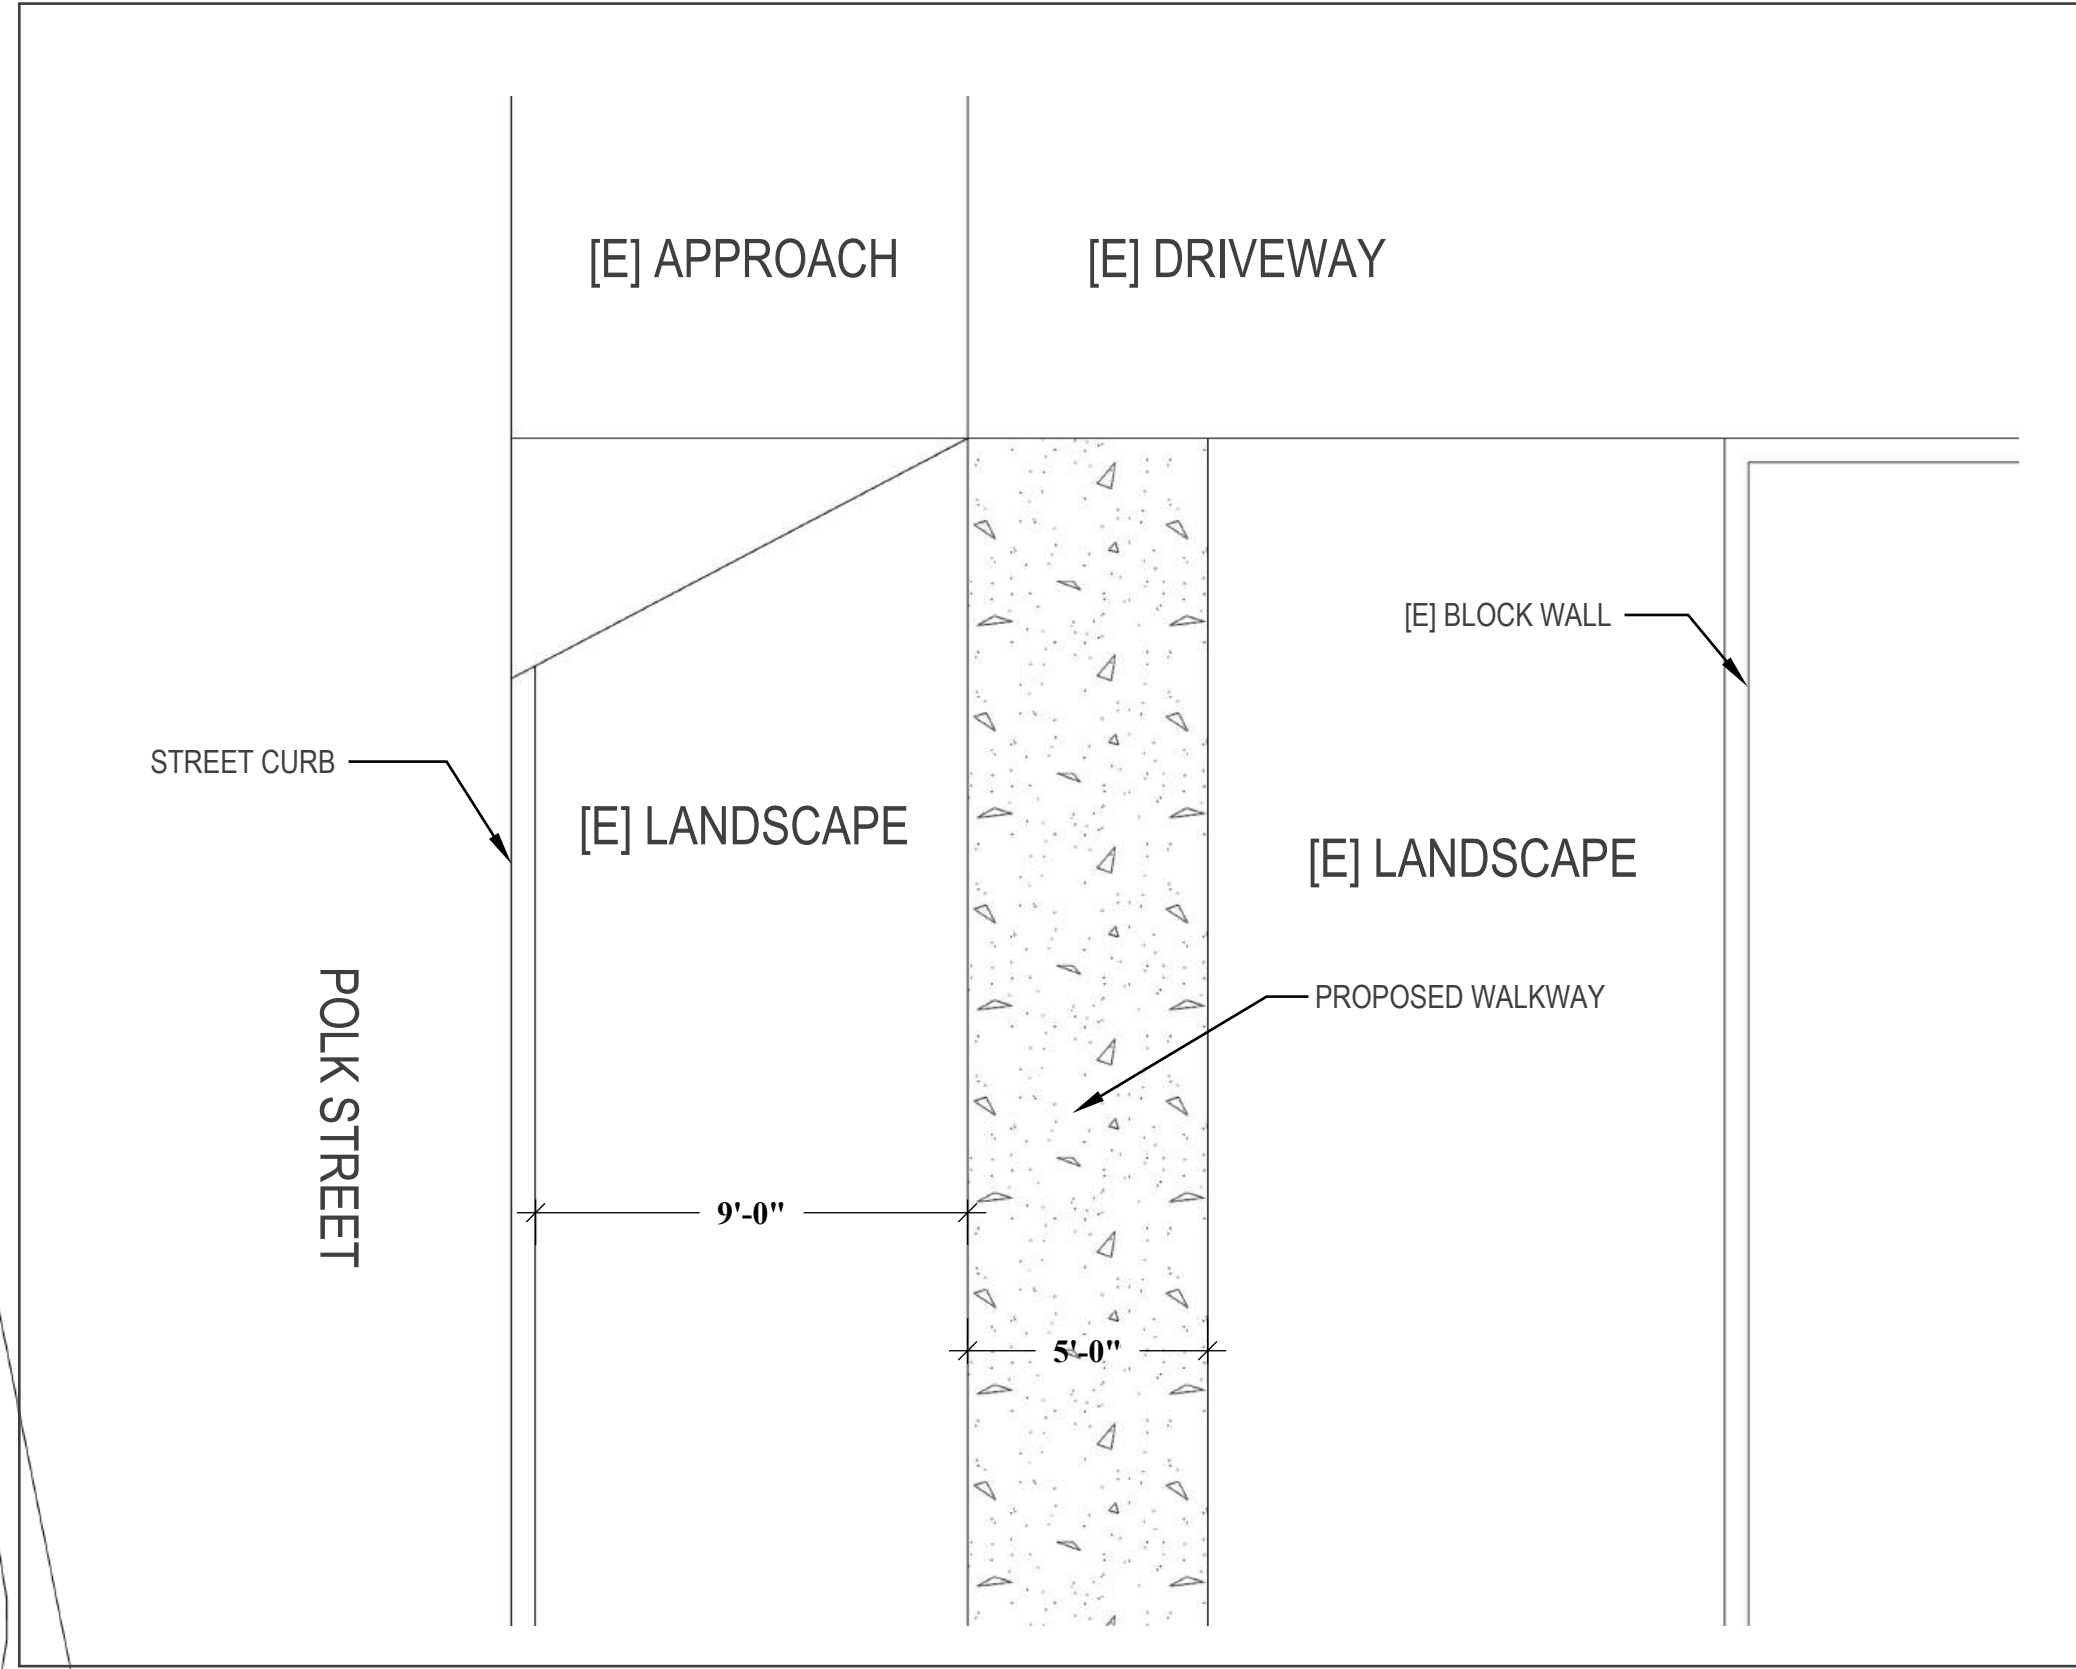 [E] APPROACH
[E] DRIVEWAY
[E] BLOCK WALL
STREET CURB
[E] LANDSCAPE
[E] LANDSCAPE
PROPOSED WALKWAY
POLK STREET
9'-0"
5'-0"